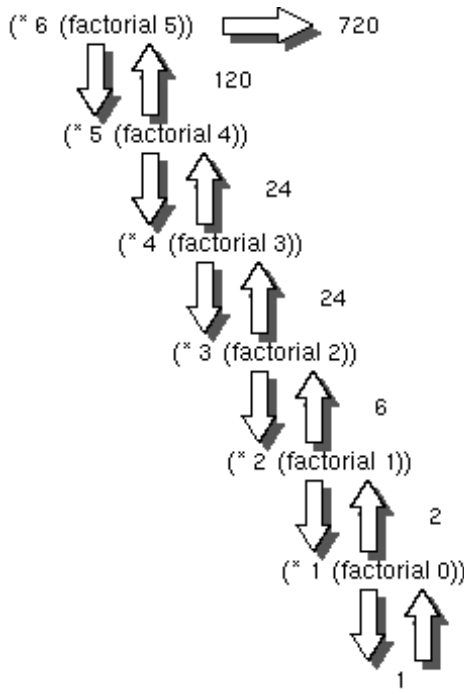 (* 6 (factorial 5)) 720
120
(* 5 (factorial 4))
24
(* 4 (factorial 3))
24
(* 3 (factorial 2))
6
(* 2 (factorial 1))
2
(* 1 (factorial 0))
1